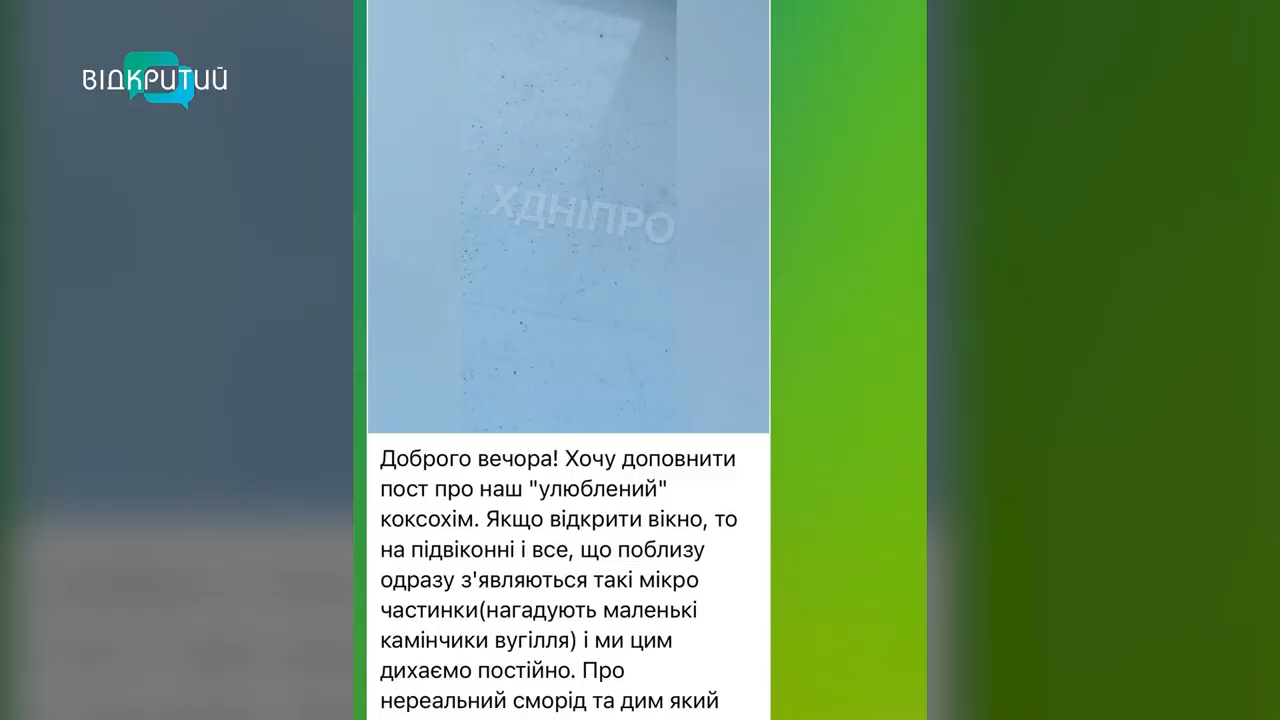 ВІДКРИТИЙ
ХДНІПРО
Доброго вечора! Хочу доповнити
пост про наш "улюблений"
коксохім. Якщо відкрити вікно, то
на підвіконні і все, що поблизу
одразу з'являються такі мікро
частинки(нагадують маленькі
камінчики вугілля) і ми цим
дихаємо постійно. Про
нереальний сморід та дим який